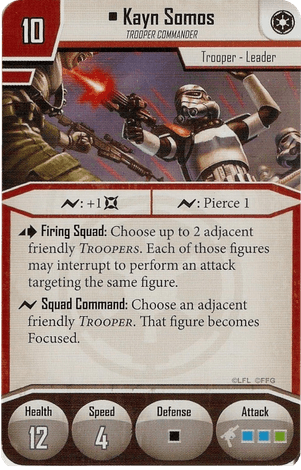 10
Kayn Somos
TROOPER COMMANDER
Trooper - Leader
: +1
: Pierce 1
Firing Squad: Choose up to 2 adjacent
friendly TROOPERS. Each of those figures
may interrupt to perform an attack
targeting the same figure.
Squad Command: Choose an adjacent
friendly TROOPER. That figure becomes
Focused.
©LFL ©FFG
Health
Speed
Defense
Attack
12
4